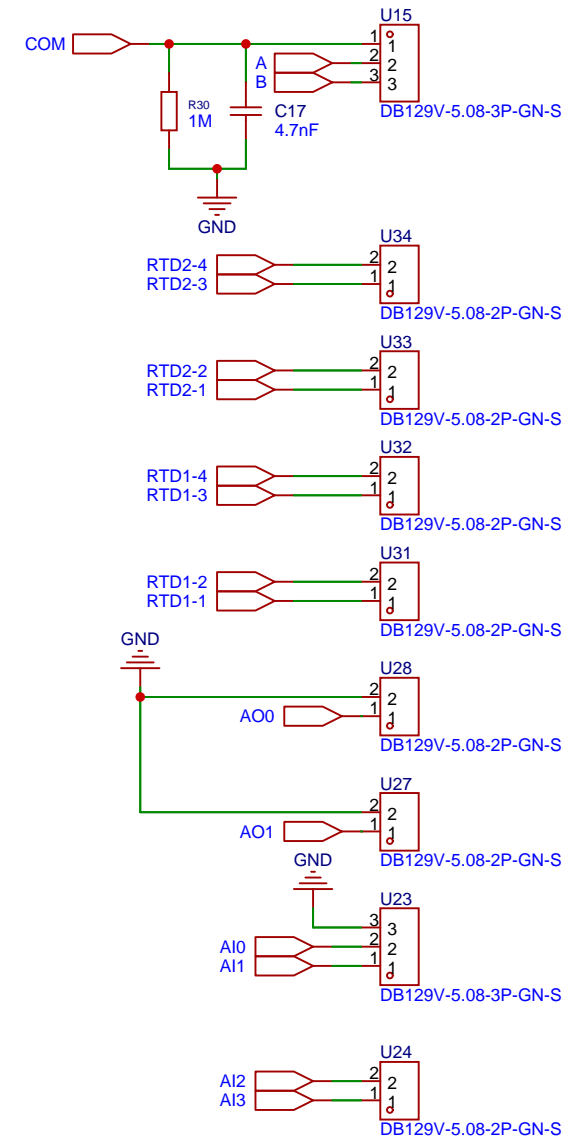 U15
COM
1 1
A 2 2
B 3 3
R30
1M
C17
4.7nF
DB129V-5.08-3P-GN-S
GND
U34
RTD2-4 2 2
RTD2-3 1 1
DB129V-5.08-2P-GN-S
U33
RTD2-2 2 2
RTD2-1 1 1
DB129V-5.08-2P-GN-S
U32
RTD1-4 2 2
RTD1-3 1 1
DB129V-5.08-2P-GN-S
U31
RTD1-2 2 2
RTD1-1 1 1
DB129V-5.08-2P-GN-S
GND
U28
2 2
AO0 1 1
DB129V-5.08-2P-GN-S
U27
2 2
AO1 1 1
DB129V-5.08-2P-GN-S
GND
U23
3 3
AI0 2 2
AI1 1 1
DB129V-5.08-3P-GN-S
U24
AI2 2 2
AI3 1 1
DB129V-5.08-2P-GN-S